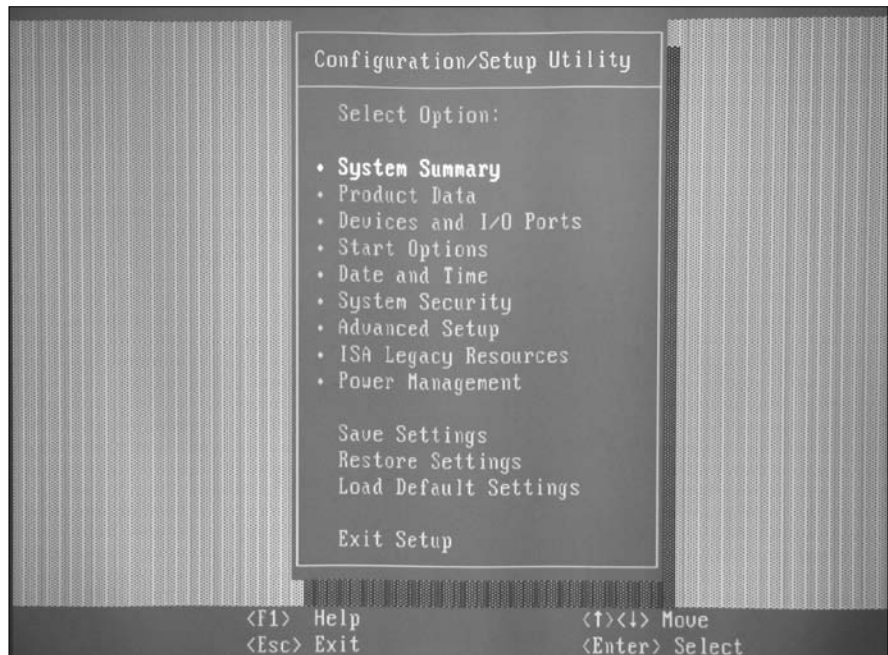 Configuration/Setup Utility
Select Option:
• System Summary
• Product Data
• Devices and I/O Ports
• Start Options
• Date and Time
• System Security
• Advanced Setup
• ISA Legacy Resources
• Power Management
Save Settings
Restore Settings
Load Default Settings
Exit Setup
<F1> Help <↑><↓> Move
<Esc> Exit <Enter> Select